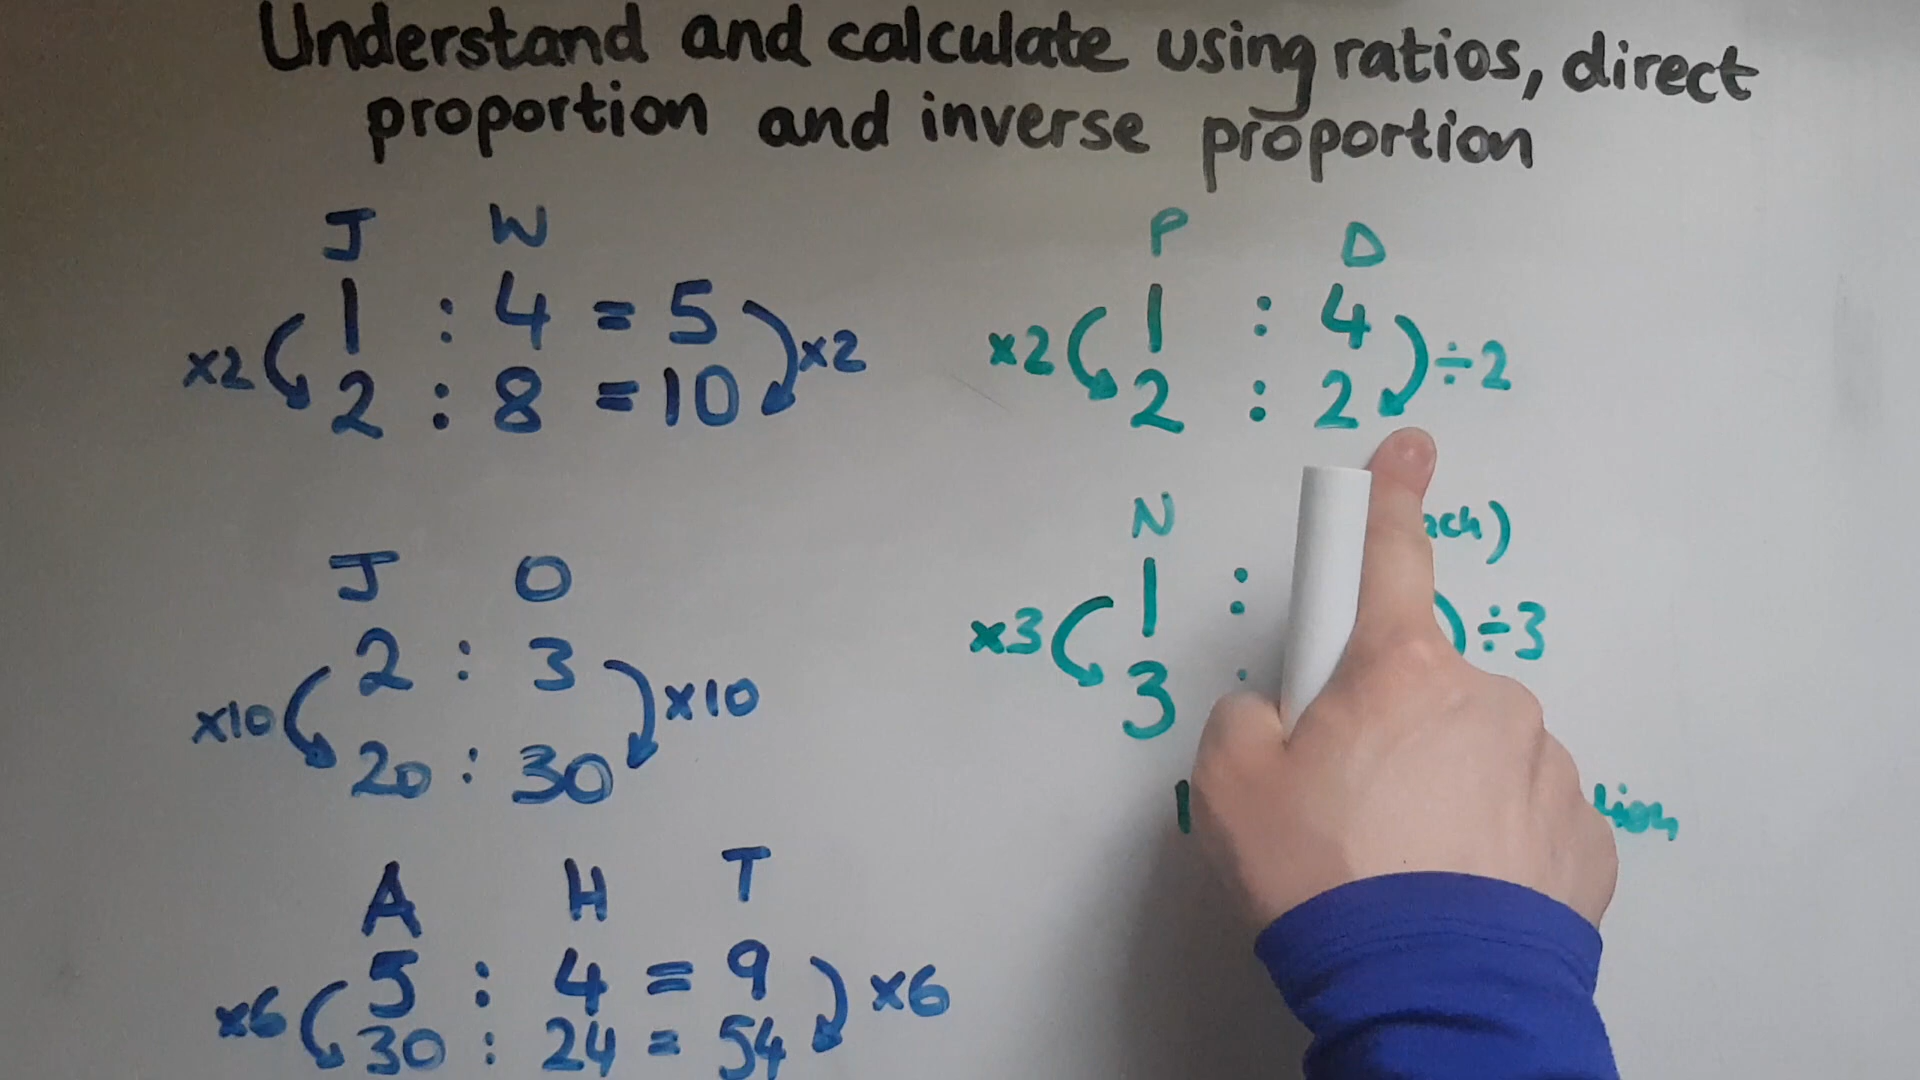 Understand and calculate using ratios, direct
proportion and inverse proportion
J W
1 : 4 = 5
x2 x2
2 : 8 = 10
J O
2 : 3
x10 x10
20 : 30
A H T
5 : 4 = 9
x6 x6
30 : 24 = 54
P D
1 : 4
x2 ÷2
2 : 2
N ach)
1 :
x3 ÷3
3 :
tion